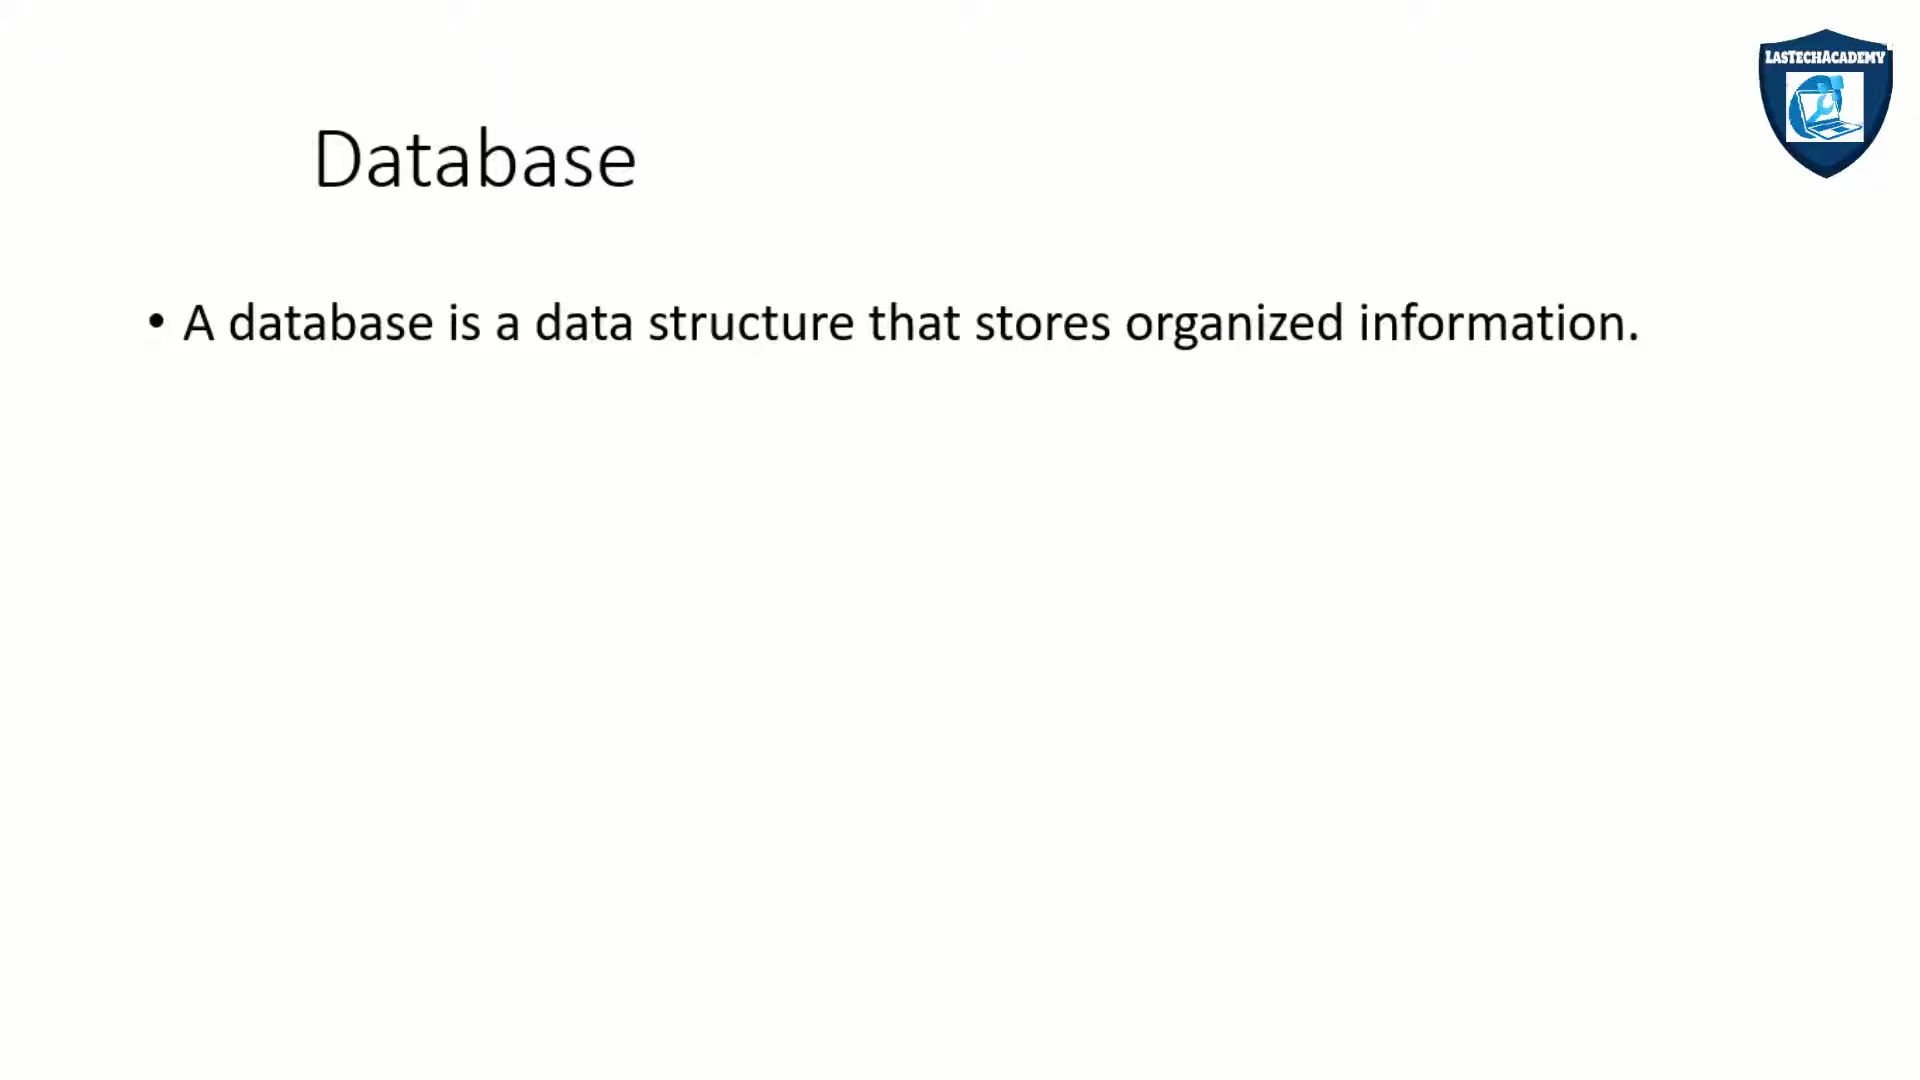 LASTECHACADEMY
Database
• A database is a data structure that stores organized information.